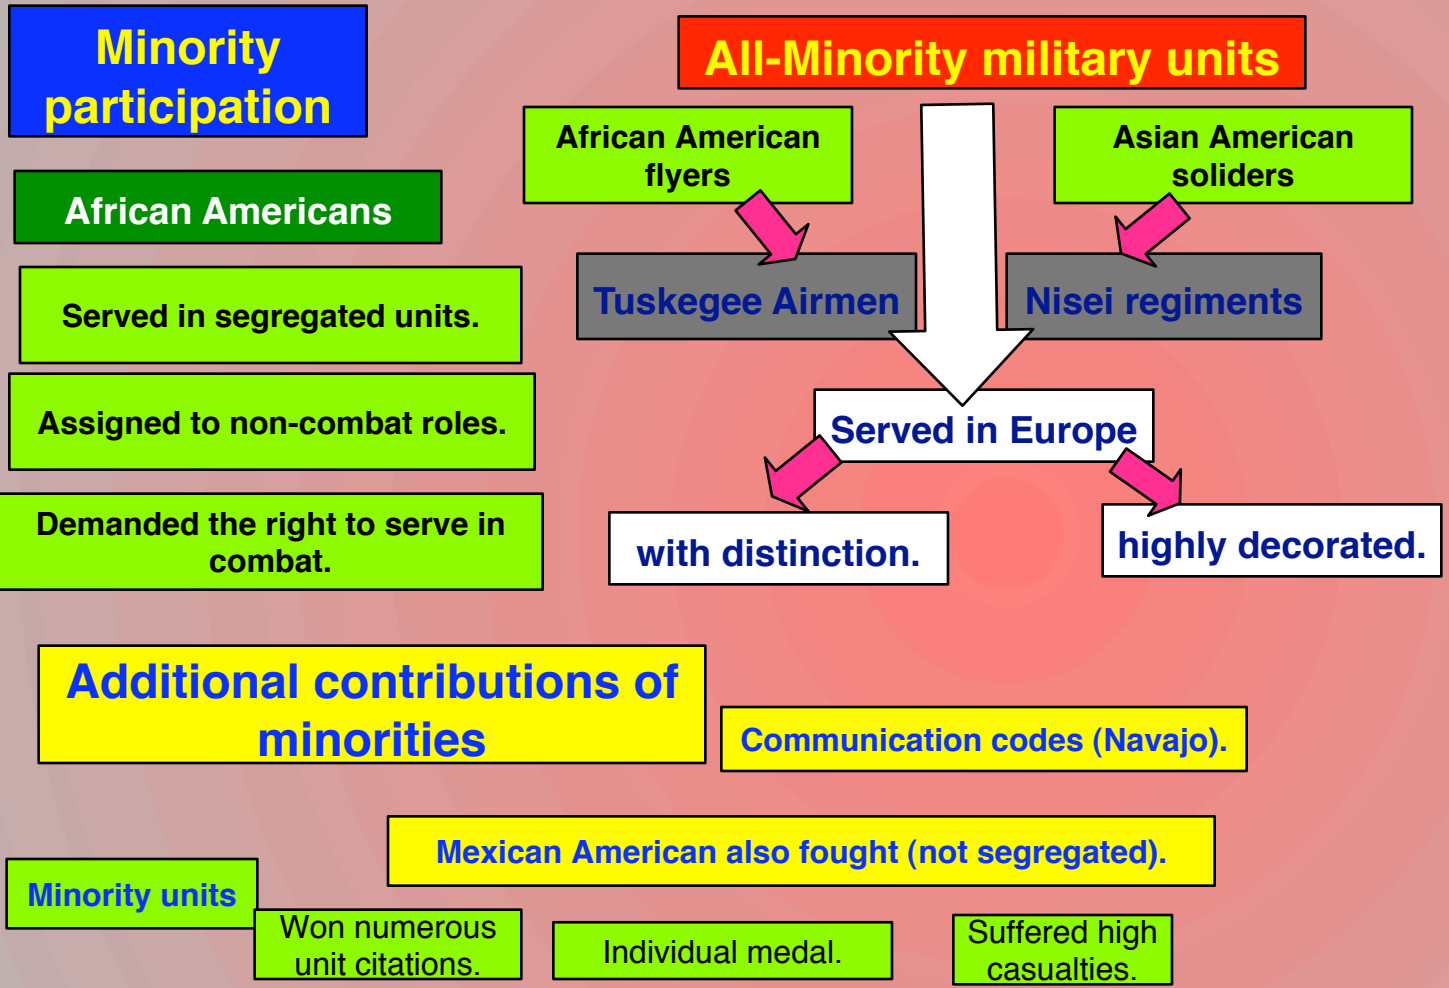 Minority
participation
African Americans
Served in segregated units.
Assigned to non-combat roles.
Demanded the right to serve in
combat.
All-Minority military units
African American
flyers
Asian American
soliders
Tuskegee Airmen
Nisei regiments
Served in Europe
with distinction.
highly decorated.
Additional contributions of
minorities
Communication codes (Navajo).
Mexican American also fought (not segregated).
Minority units
Won numerous
unit citations.
Individual medal.
Suffered high
casualties.